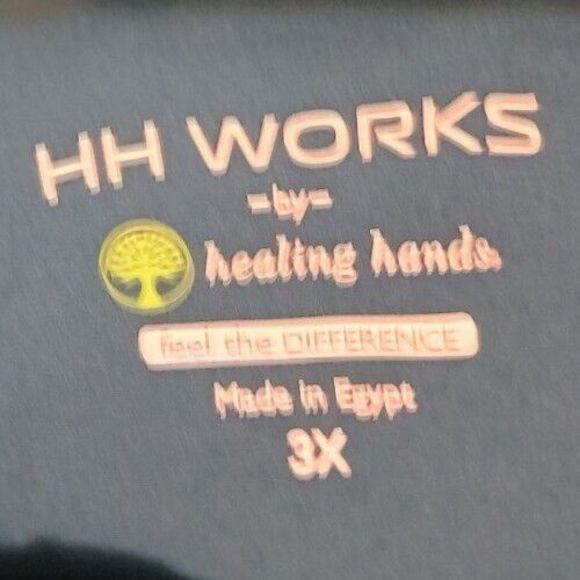 HH WORKS
=by=
healing hands
feel the DIFFERENCE
Made in Egypt
3X